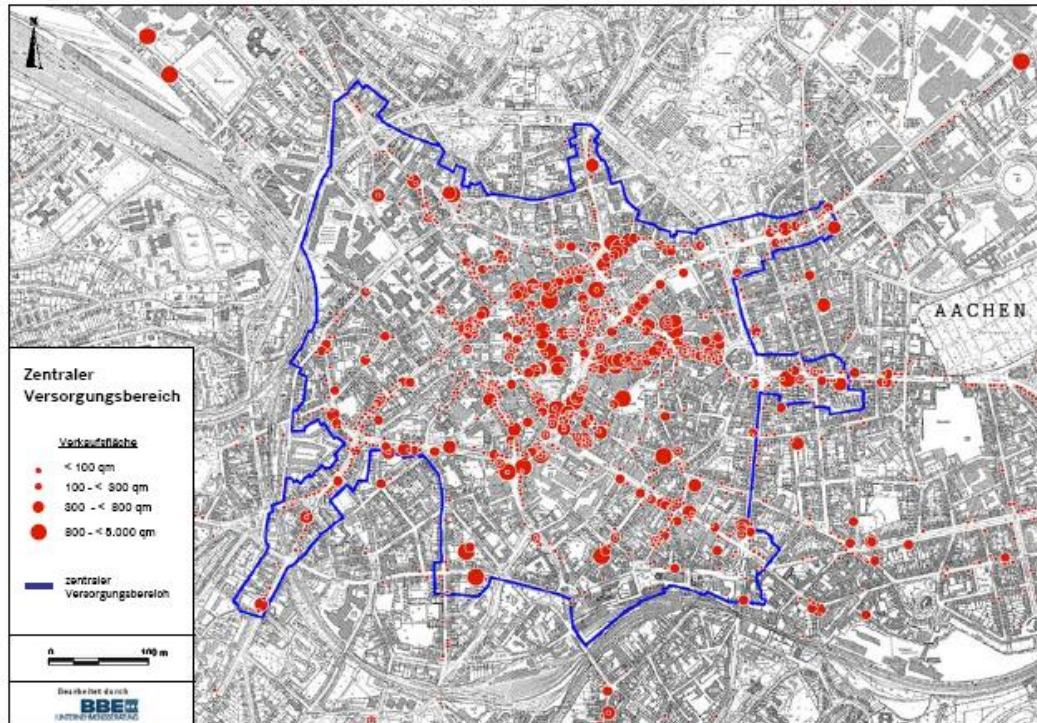 N
AACHEN
Zentraler
Versorgungsbereich
Verkaufsfläche
< 100 qm
100 - < 300 qm
300 - < 800 qm
800 - < 5.000 qm
zentraler
Versorgungsbereich
0 100 m
Bearbeitet durch
BBE
UNTERNEHMENSBERATUNG